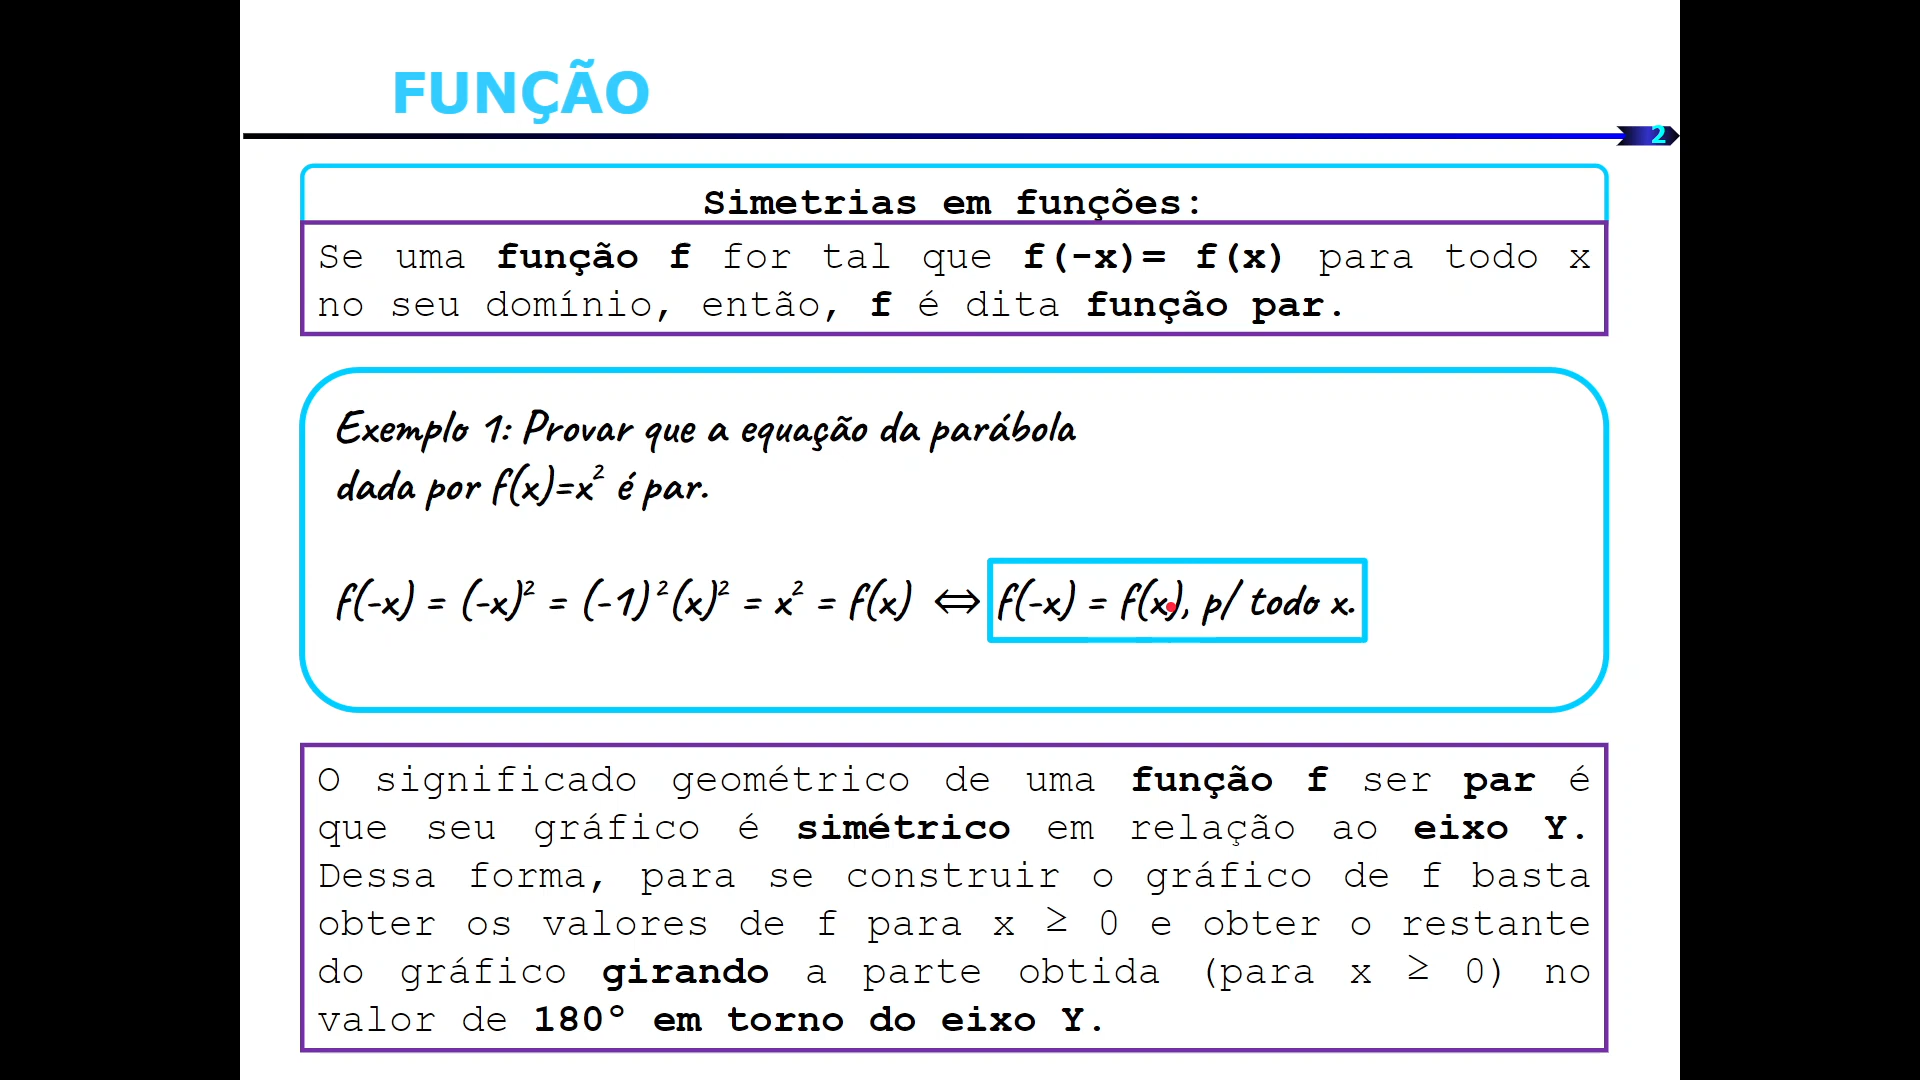 FUNÇÃO
2
Simetrias em funções:
Se uma função f for tal que f(-x)= f(x) para todo x
no seu domínio, então, f é dita função par.
Exemplo 1: Provar que a equação da parábola
dada por f(x)=x² é par.
f(-x) = (-x)² = (-1)²(x)² = x² = f(x) ⇔ f(-x) = f(x), p/ todo x.
O significado geométrico de uma função f ser par é
que seu gráfico é simétrico em relação ao eixo Y.
Dessa forma, para se construir o gráfico de f basta
obter os valores de f para x ≥ 0 e obter o restante
do gráfico girando a parte obtida (para x ≥ 0) no
valor de 180º em torno do eixo Y.